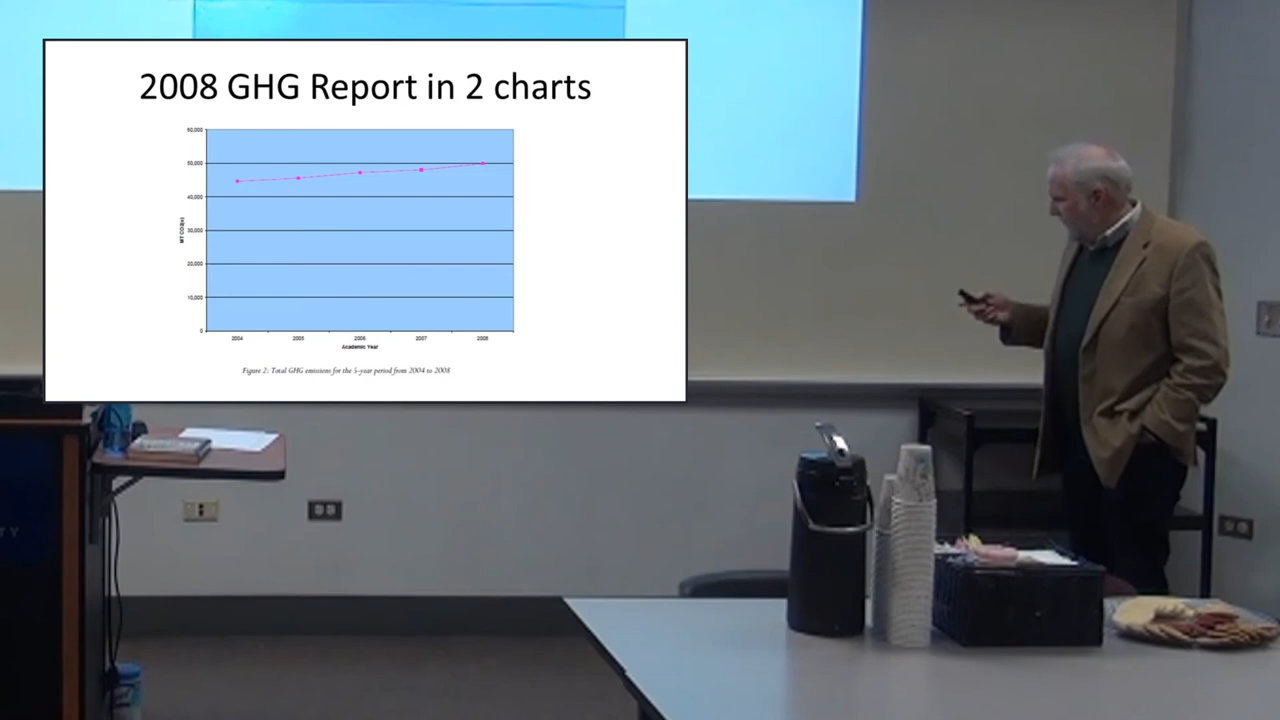 2008 GHG Report in 2 charts
60,000
50,000
40,000
30,000
20,000
10,000
0
MT CO2(e)
2004 2005 2006 2007 2008
Academic Year
Figure 2: Total GHG emissions for the 5-year period from 2004 to 2008
TY